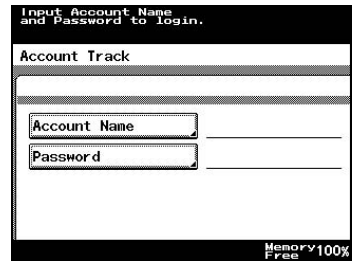 Input Account Name
and Password to login.
Account Track
Account Name
Password
Memory 100%
Free